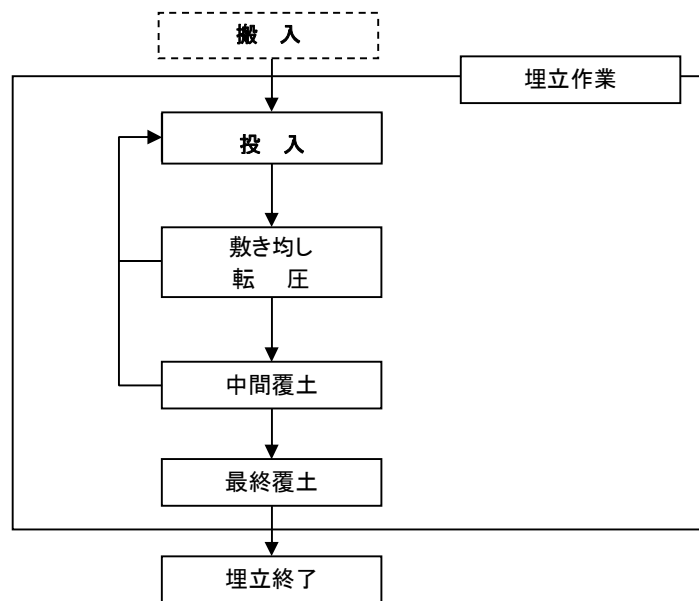 搬　入
埋立作業
投　入
敷き均し
転　圧
中間覆土
最終覆土
埋立終了